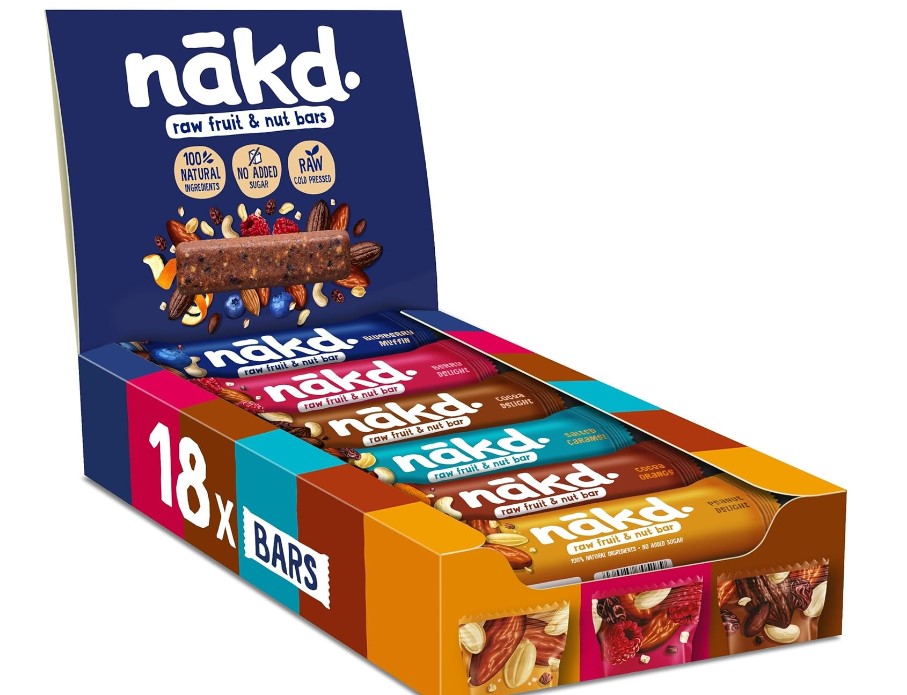 nākd.
raw fruit & nut bars
100%
NATURAL
INGREDIENTS
NO ADDED
SUGAR
RAW
COLD PRESSED
nākd.
raw fruit & nut bar
BLUEBERRY
MUFFIN
nākd.
raw fruit & nut bar
BERRY
DELIGHT
nākd.
raw fruit & nut bar
COCOA
DELIGHT
nākd.
raw fruit & nut bar
SALTED
CARAMEL
nākd.
raw fruit & nut bar
COCOA
ORANGE
nākd.
raw fruit & nut bar
100% NATURAL INGREDIENTS • NO ADDED SUGAR
PEANUT
DELIGHT
18x
BARS